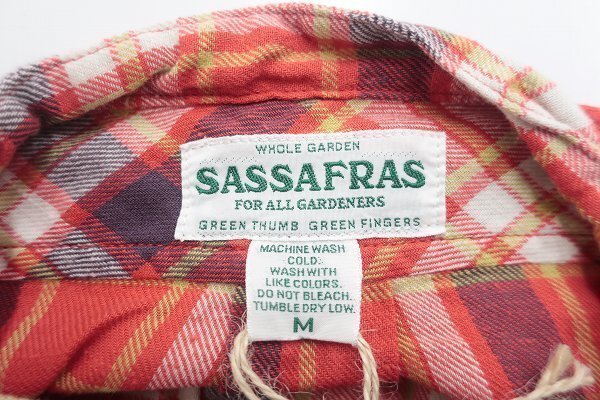 WHOLE GARDEN
SASSAFRAS
FOR ALL GARDENERS
GREEN THUMB GREEN FINGERS
MACHINE WASH
COLD.
WASH WITH
LIKE COLORS.
DO NOT BLEACH.
TUMBLE DRY LOW.
M